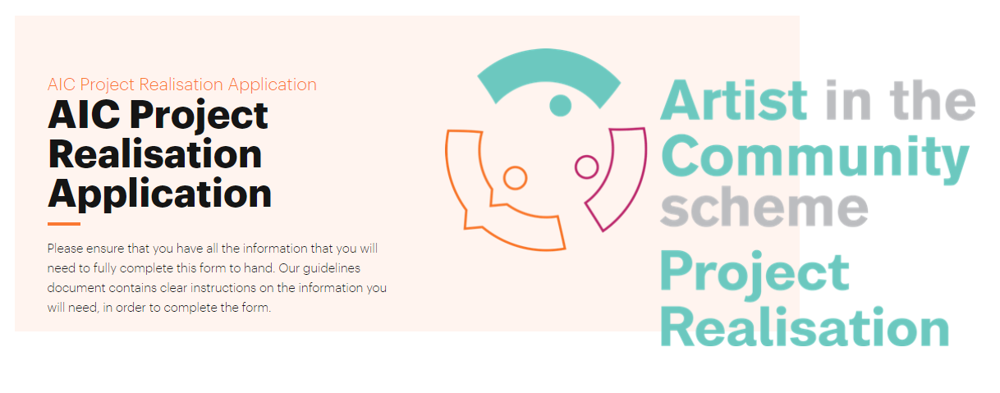 AIC Project Realisation Application
AIC Project
Realisation
Application
Please ensure that you have all the information that you will
need to fully complete this form to hand. Our guidelines
document contains clear instructions on the information you
will need, in order to complete the form.
Artist in the
Community
scheme
Project
Realisation